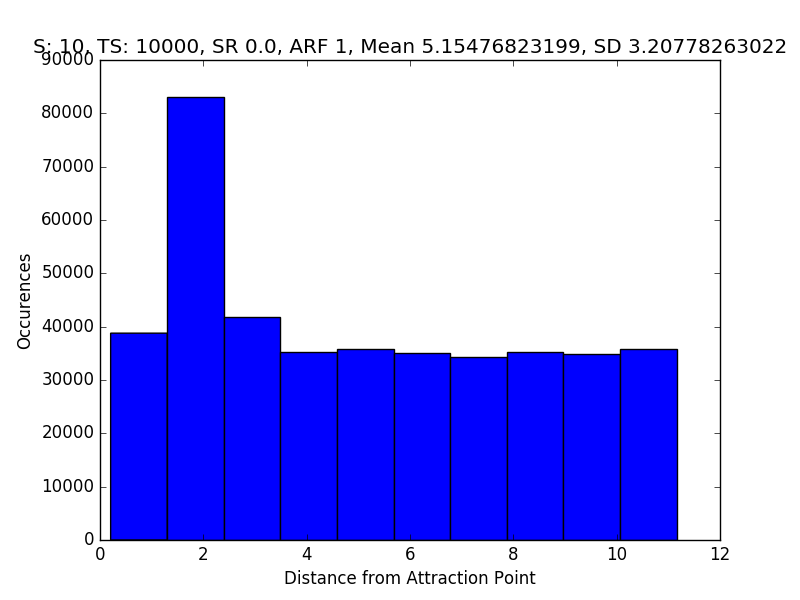 S: 10, TS: 10000, SR 0.0, ARF 1, Mean 5.15476823199, SD 3.20778263022
90000
80000
70000
60000
50000
40000
30000
20000
10000
0
Occurences
0 2 4 6 8 10 12
Distance from Attraction Point